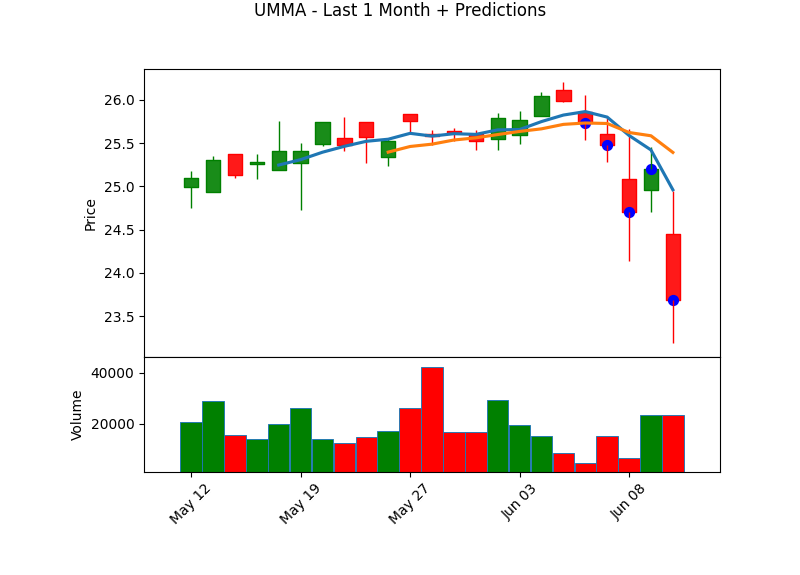 UMMA - Last 1 Month + Predictions
26.0
25.5
25.0
24.5
24.0
23.5
Price
40000
20000
Volume
May 12
May 19
May 27
Jun 03
Jun 08